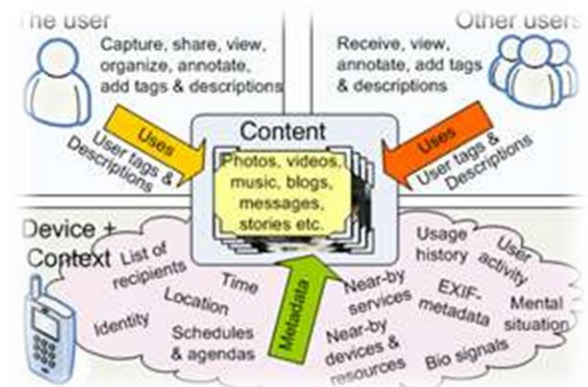 The user
Capture, share, view,
organize, annotate,
add tags & descriptions
Other users
Receive, view,
annotate, add tags
& descriptions
Uses
User tags &
Descriptions
Content
Photos, videos,
music, blogs,
messages,
stories etc.
Uses
User tags &
Descriptions
Device +
Context
List of
recipients
Time
Location
Identity
Schedules
& agendas
Metadata
Near-by
services
Near-by
devices &
resources
Usage
history
User
activity
EXIF-
metadata
Mental
situation
Bio signals